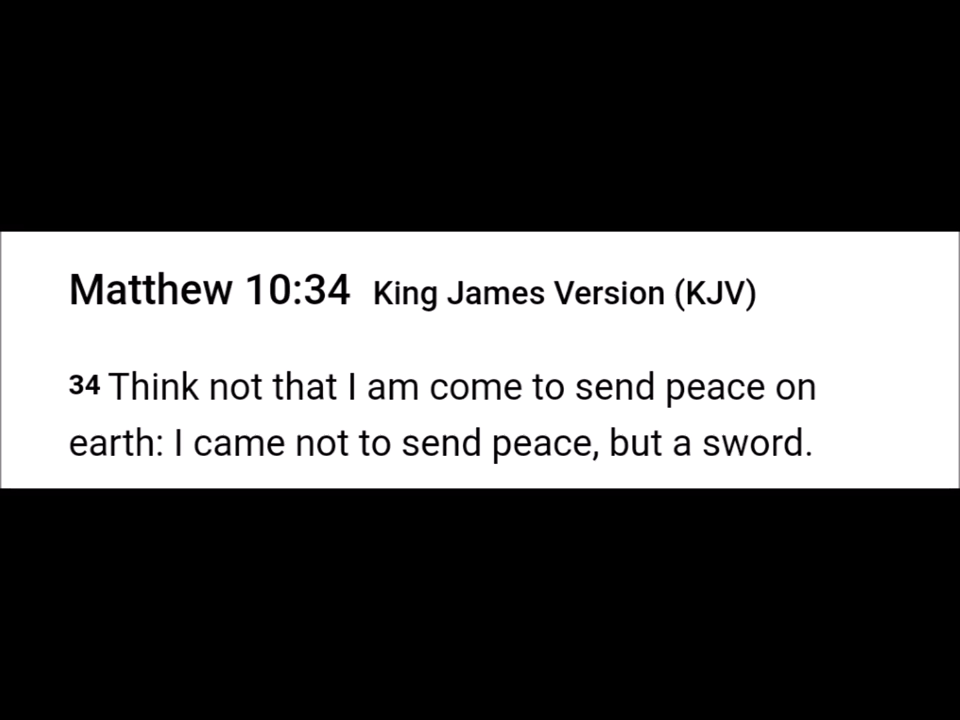 Matthew 10:34 King James Version (KJV)
34 Think not that I am come to send peace on
earth: I came not to send peace, but a sword.